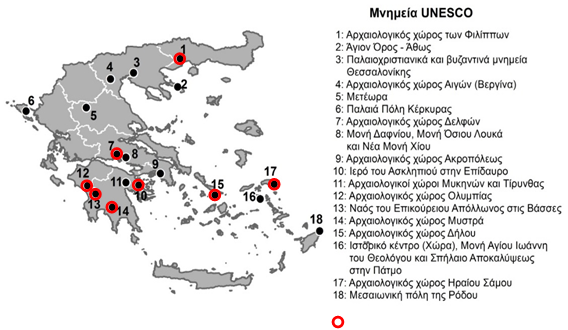 Μνημεία UNESCO
1: Αρχαιολογικός χώρος των Φιλίππων
2: Άγιον Όρος - Άθως
3: Παλαιοχριστιανικά και βυζαντινά μνημεία
Θεσσαλονίκης
4: Αρχαιολογικός χώρος Αιγών (Βεργίνα)
5: Μετέωρα
6: Παλαιά Πόλη Κέρκυρας
7: Αρχαιολογικός χώρος Δελφών
8: Μονή Δαφνίου, Μονή Όσιου Λουκά
και Νέα Μονή Χίου
9: Αρχαιολογικός χώρος Ακροπόλεως
10: Ιερό του Ασκληπιού στην Επίδαυρο
11: Αρχαιολογικοί χώροι Μυκηνών και Τίρυνθας
12: Αρχαιολογικός χώρος Ολυμπίας
13: Ναός του Επικούρειου Απόλλωνος στις Βάσσες
14: Αρχαιολογικός χώρος Μυστρά
15: Αρχαιολογικός χώρος Δήλου
16: Ιστορικό κέντρο (Χώρα), Μονή Αγίου Ιωάννη
του Θεολόγου και Σπήλαιο Αποκαλύψεως
στην Πάτμο
17: Αρχαιολογικός χώρος Ηραίου Σάμου
18: Μεσαιωνική πόλη της Ρόδου
1
3
4
2
6
5
7
8
9
12
11
10
17
15
16
13
14
18